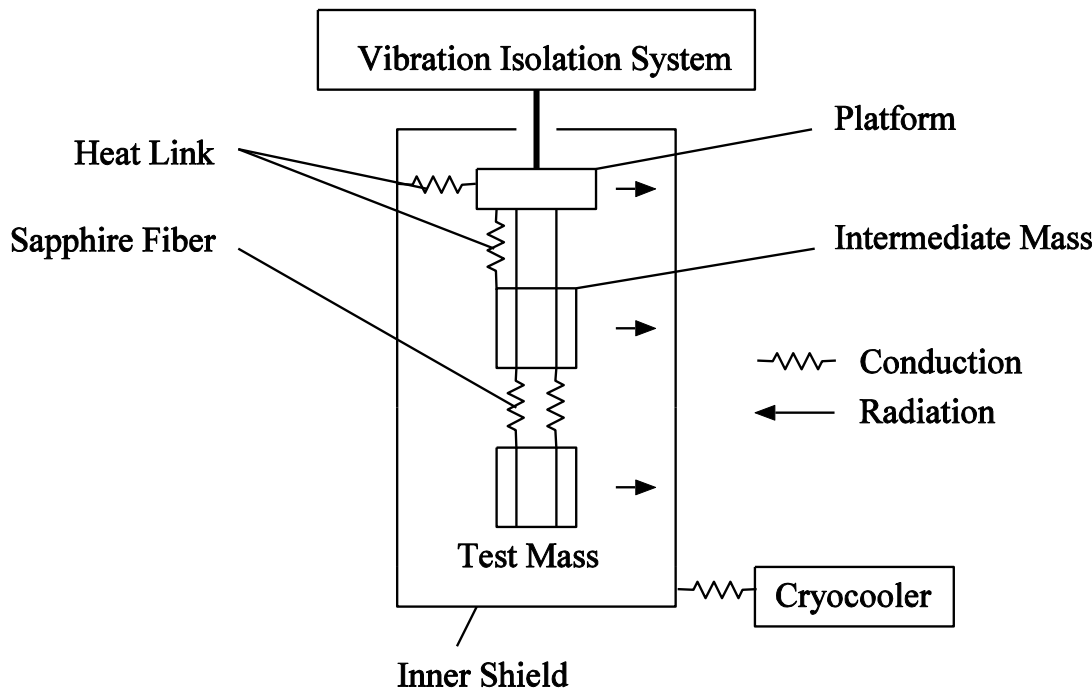 Vibration Isolation System
Platform
Heat Link
Sapphire Fiber
Intermediate Mass
Conduction
Radiation
Test Mass
Cryocooler
Inner Shield